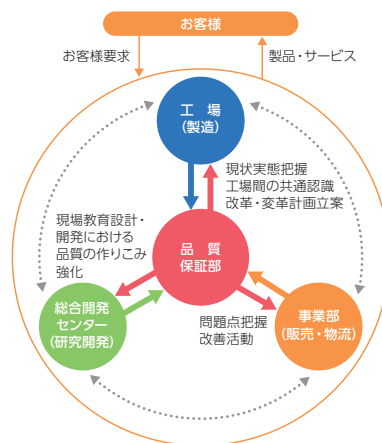 お客様
お客様要求
製品・サービス
工　場
(製造)
現状実態把握
工場間の共通認識
改革・変革計画立案
現場教育設計・
開発における
品質の作りこみ
強化
品　質
保証部
総合開発
センター
(研究開発)
問題点把握
改善活動
事業部
(販売・物流)